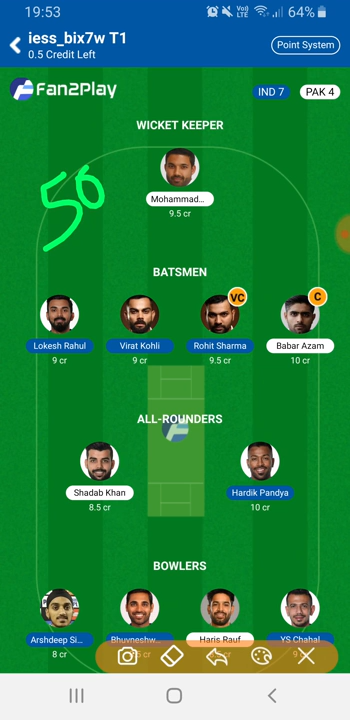 19:53 Vo)) LTE 64%
iess_bix7w T1
0.5 Credit Left
Point System
Fan2Play
IND 7 PAK 4
WICKET KEEPER
50
Mohammad...
9.5 cr
BATSMEN
VC C
Lokesh Rahul Virat Kohli Rohit Sharma Babar Azam
9 cr 9 cr 9.5 cr 10 cr
ALL-ROUNDERS
Shadab Khan Hardik Pandya
8.5 cr 10 cr
BOWLERS
Arshdeep Si... Bhuvneshw... Haris Rauf YS Chahal
8 cr